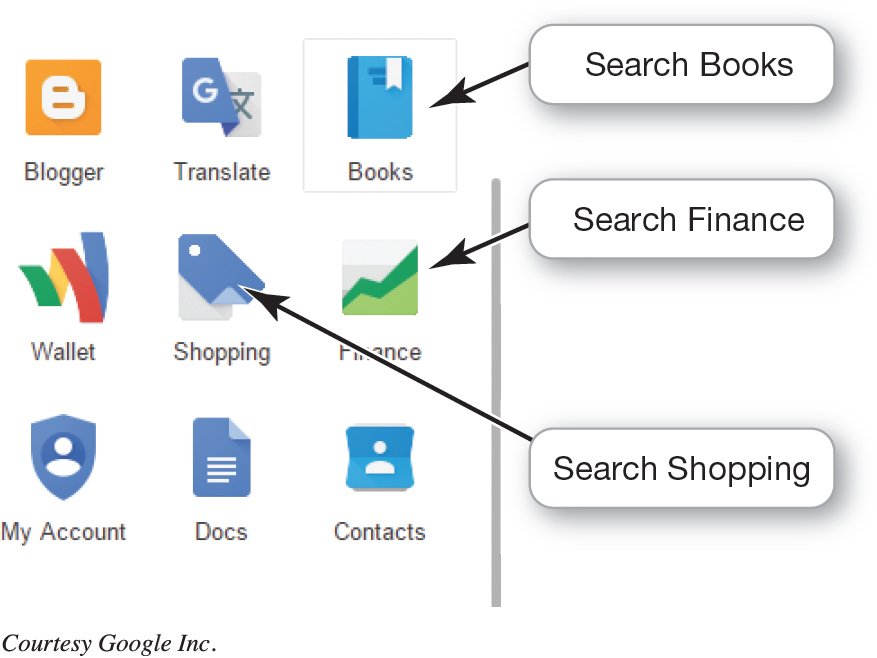 Search Books
Blogger
Translate
Books
Search Finance
Wallet
Shopping
Finance
Search Shopping
My Account
Docs
Contacts
Courtesy Google Inc.